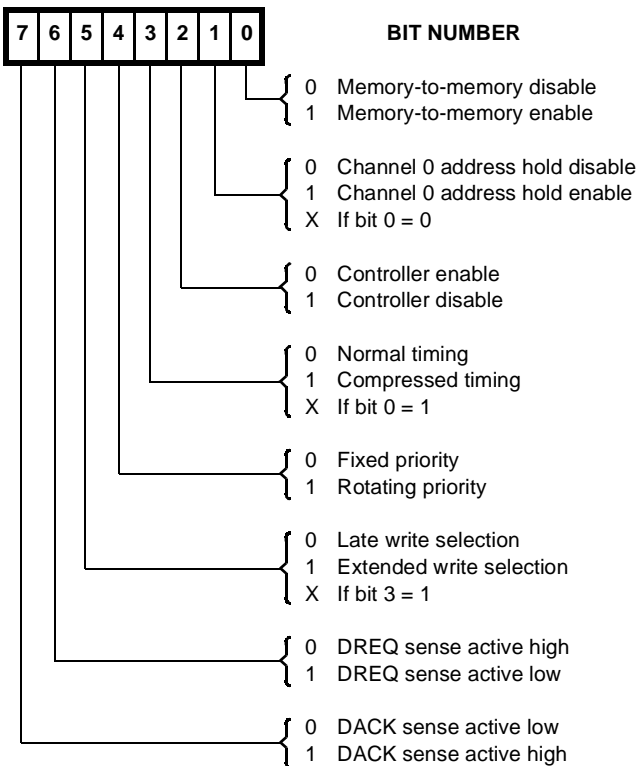 7 6 5 4 3 2 1 0 BIT NUMBER
0 Memory-to-memory disable
1 Memory-to-memory enable
0 Channel 0 address hold disable
1 Channel 0 address hold enable
X If bit 0 = 0
0 Controller enable
1 Controller disable
0 Normal timing
1 Compressed timing
X If bit 0 = 1
0 Fixed priority
1 Rotating priority
0 Late write selection
1 Extended write selection
X If bit 3 = 1
0 DREQ sense active high
1 DREQ sense active low
0 DACK sense active low
1 DACK sense active high